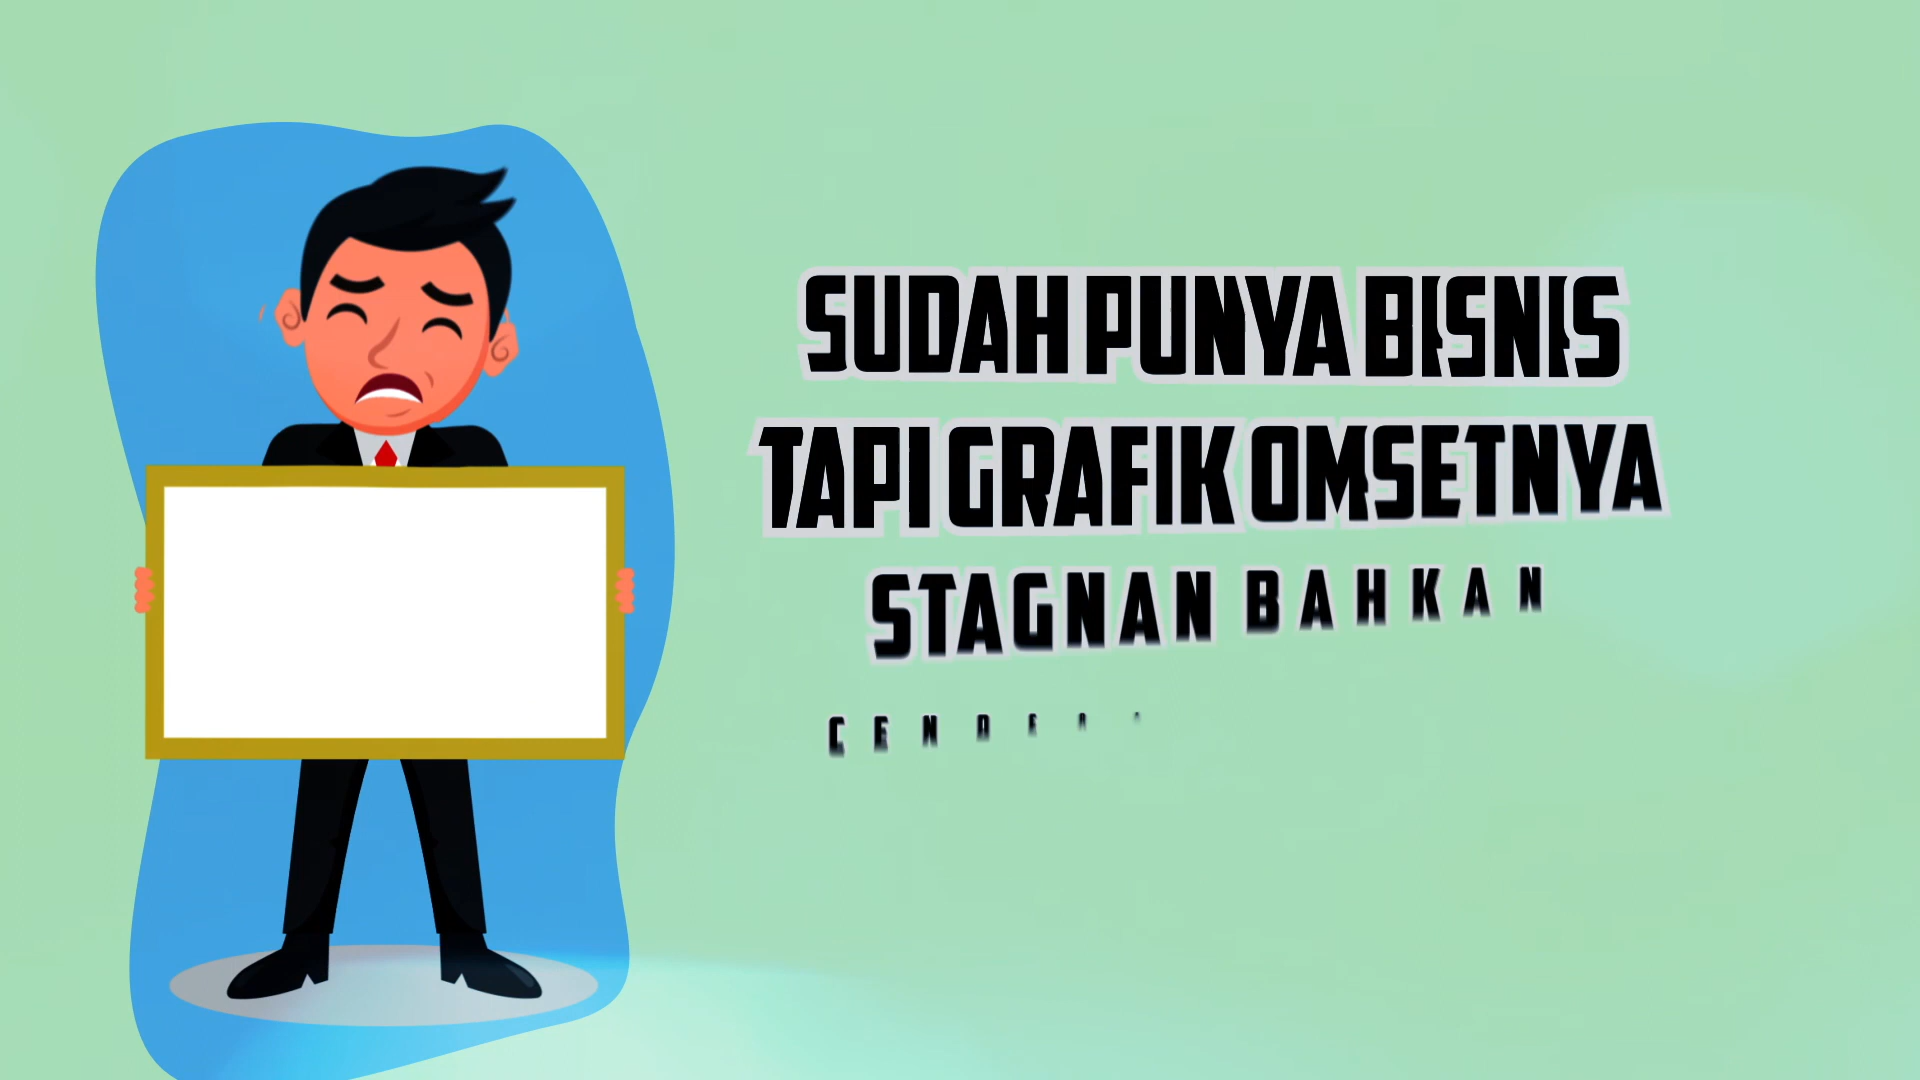 SUDAH PUNYA BISNIS
TAPI GRAFIK OMSETNYA
STAGNAN BAHKAN